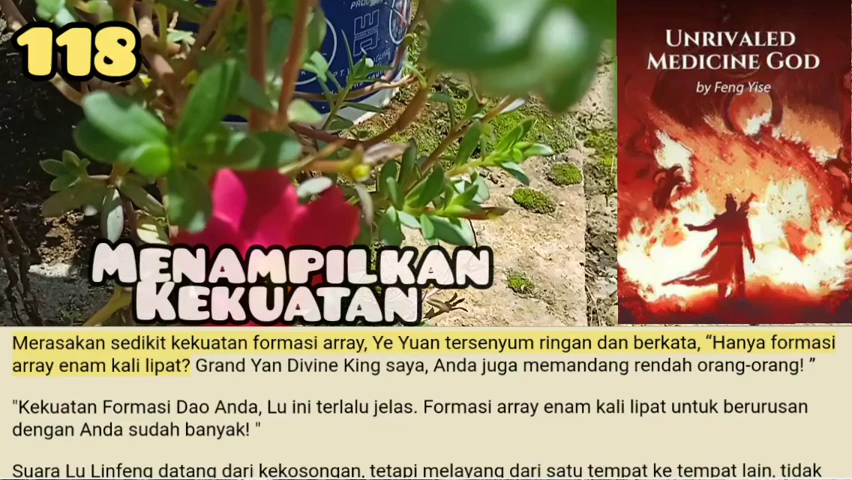 118
UNRIVALED
MEDICINE GOD
by Feng Yise
MENAMPILKAN
KEKUATAN
Merasakan sedikit kekuatan formasi array, Ye Yuan tersenyum ringan dan berkata, “Hanya formasi
array enam kali lipat? Grand Yan Divine King saya, Anda juga memandang rendah orang-orang! ”
"Kekuatan Formasi Dao Anda, Lu ini terlalu jelas. Formasi array enam kali lipat untuk berurusan
dengan Anda sudah banyak! "
Suara Lu Linfeng datang dari kekosongan, tetapi melayang dari satu tempat ke tempat lain, tidak